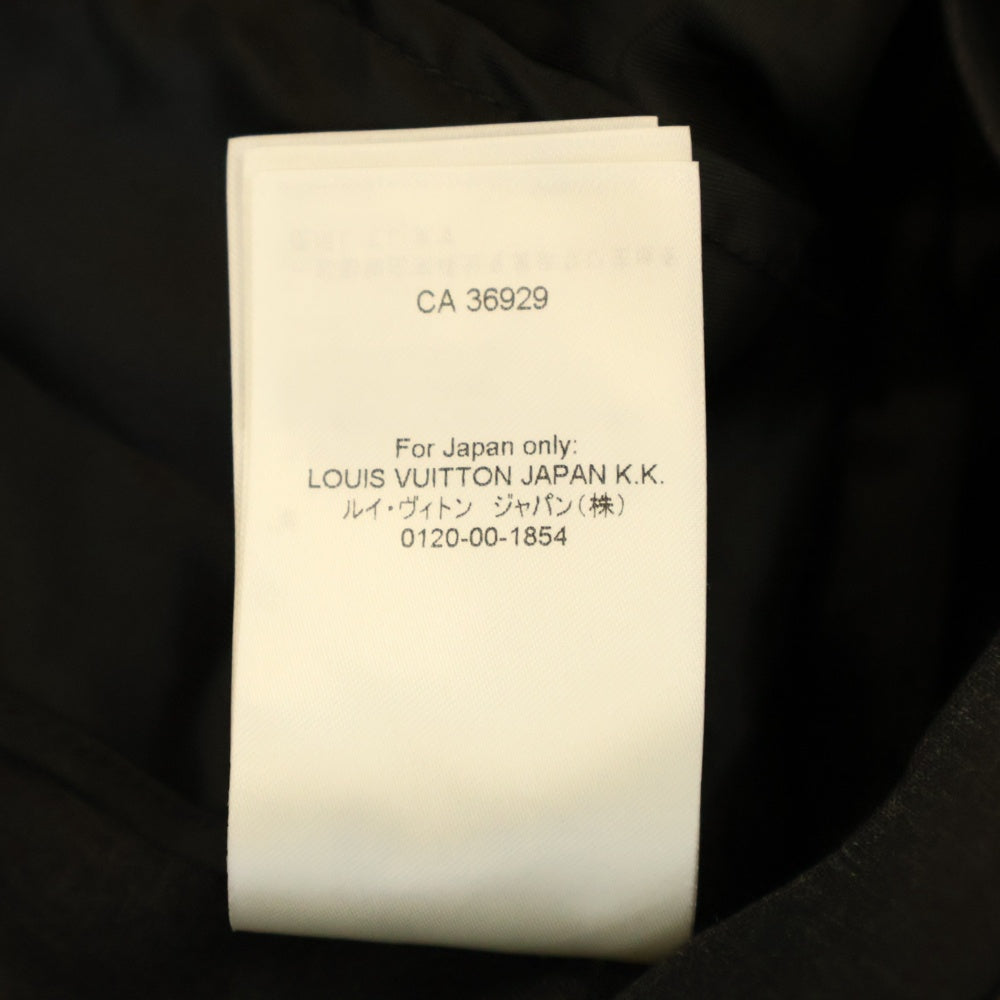 CA 36929
For Japan only:
LOUIS VUITTON JAPAN K.K.
ルイ・ヴィトン ジャパン(株)
0120-00-1854